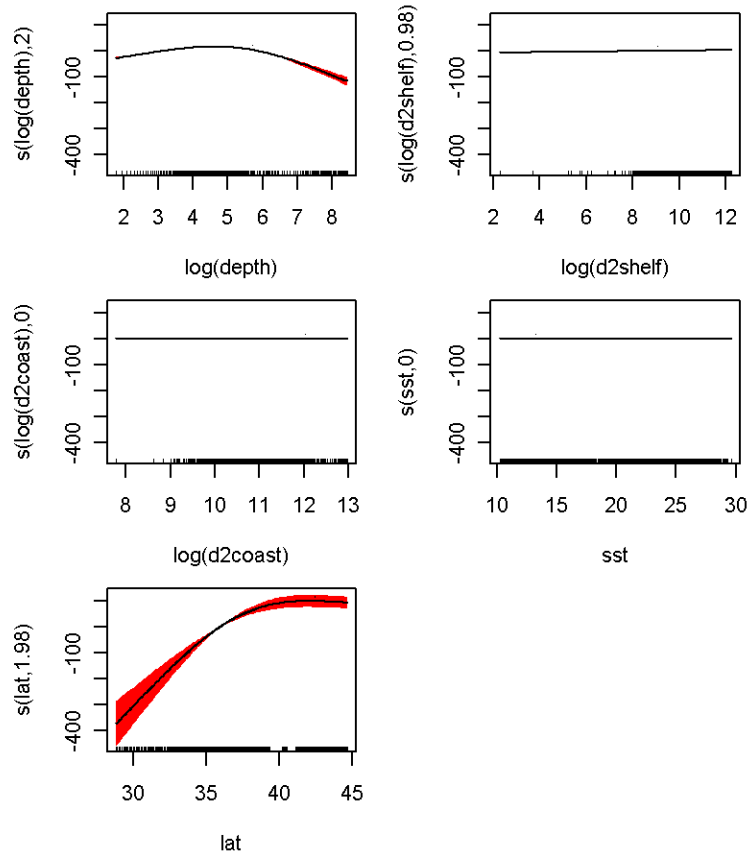 s(log(depth),2)
-100
-400
2 3 4 5 6 7 8
log(depth)
s(log(d2shelf),0.98)
-100
-400
2 4 6 8 10 12
log(d2shelf)
s(log(d2coast),0)
-100
-400
8 9 10 11 12 13
log(d2coast)
s(sst,0)
-100
-400
10 15 20 25 30
sst
s(lat,1.98)
-100
-400
30 35 40 45
lat